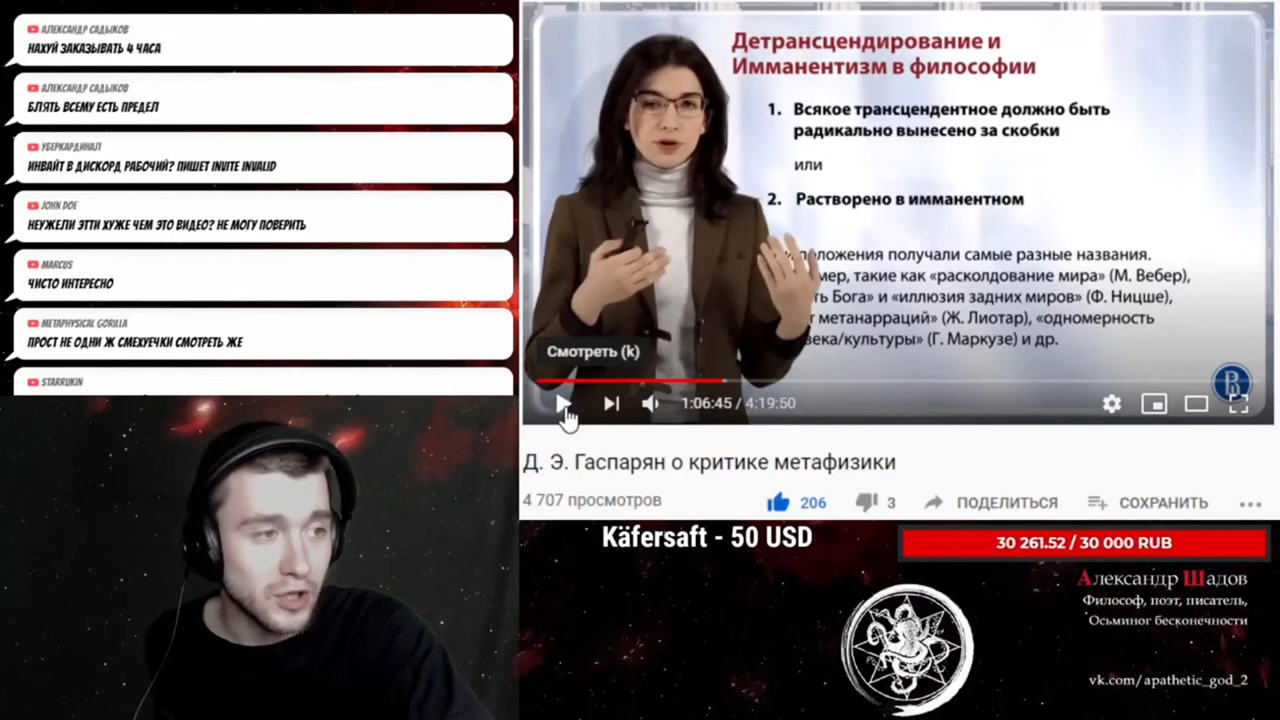 АЛЕКСАНДР САДЫКОВ
НАХУЙ ЗАКАЗЫВАТЬ 4 ЧАСА
АЛЕКСАНДР САДЫКОВ
БЛЯТЬ ВСЕМУ ЕСТЬ ПРЕДЕЛ
УБЕРКАРДИНАЛ
ИНВАЙТ В ДИСКОРД РАБОЧИЙ? ПИШЕТ INVITE INVALID
JOHN DOE
НЕУЖЕЛИ ЭТТИ ХУЖЕ ЧЕМ ЭТО ВИДЕО? НЕ МОГУ ПОВЕРИТЬ
MARCUS
ЧИСТО ИНТЕРЕСНО
METAPHYSICAL GORILLA
ПРОСТ НЕ ОДНИ Ж СМЕХУЕЧКИ СМОТРЕТЬ ЖЕ
STARRUKIN
Детрансцендирование и
Имманентизм в философии
1. Всякое трансцендентное должно быть
радикально вынесено за скобки
или
2. Растворено в имманентном
получали самые разные названия.
такие как «расколдование мира» (М. Вебер),
Бога» и «иллюзия задних миров» (Ф. Ницше),
метанарраций» (Ж. Лиотар), «одномерность
(Г. Маркузе) и др.
Смотреть (k)
1:06:45 / 4:19:50
Д. Э. Гаспарян о критике метафизики
4 707 просмотров
206
3
ПОДЕЛИТЬСЯ
СОХРАНИТЬ
Käfersaft - 50 USD
30 261.52 / 30 000 RUB
Александр Шадов
Философ, поэт, писатель,
Осьминог бесконечности
vk.com/apathetic_god_2